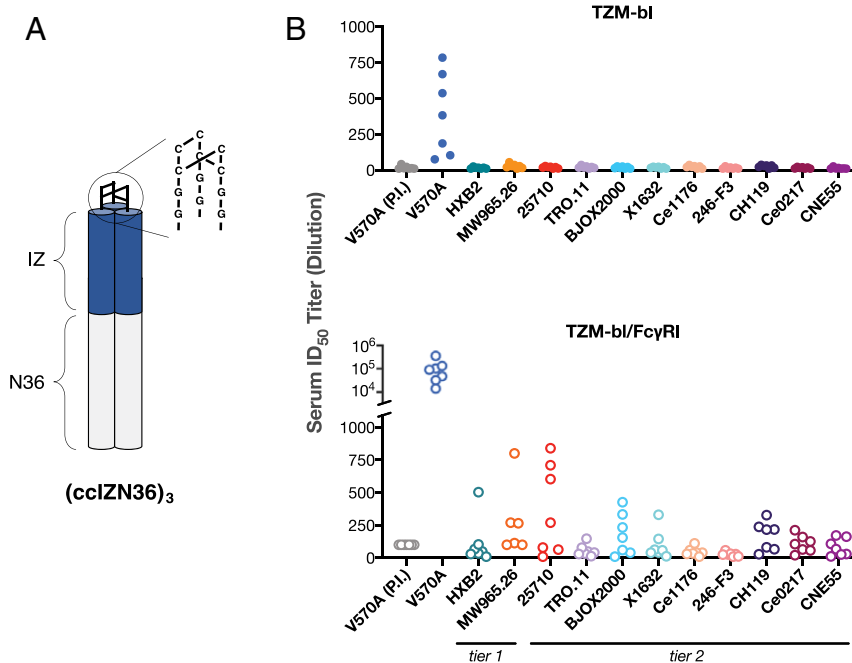 A
B
C
C C
C C C
C G G
G G G
G G
IZ
N36
(ccIZN36)₃
Serum ID₅₀ Titer (Dilution)
TZM-bl
1000
750
500
250
0
V570A (P.I.) V570A HXB2 MW965.26 25710 TRO.11 BJOX2000 X1632 Ce1176 246-F3 CH119 Ce0217 CNE55
TZM-bl/FcγRI
10⁶
10⁵
10⁴
1000
750
500
250
0
V570A (P.I.) V570A HXB2 MW965.26 25710 TRO.11 BJOX2000 X1632 Ce1176 246-F3 CH119 Ce0217 CNE55
tier 1 tier 2